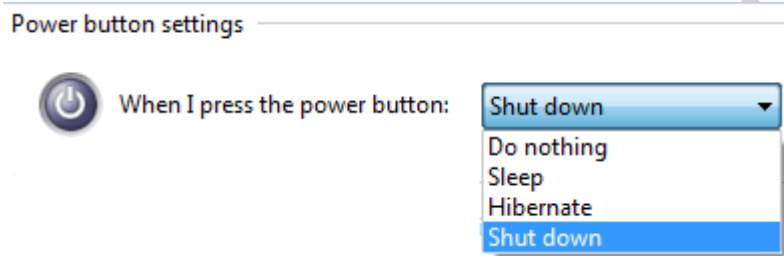 Power button settings
When I press the power button: Shut down
Do nothing
Sleep
Hibernate
Shut down